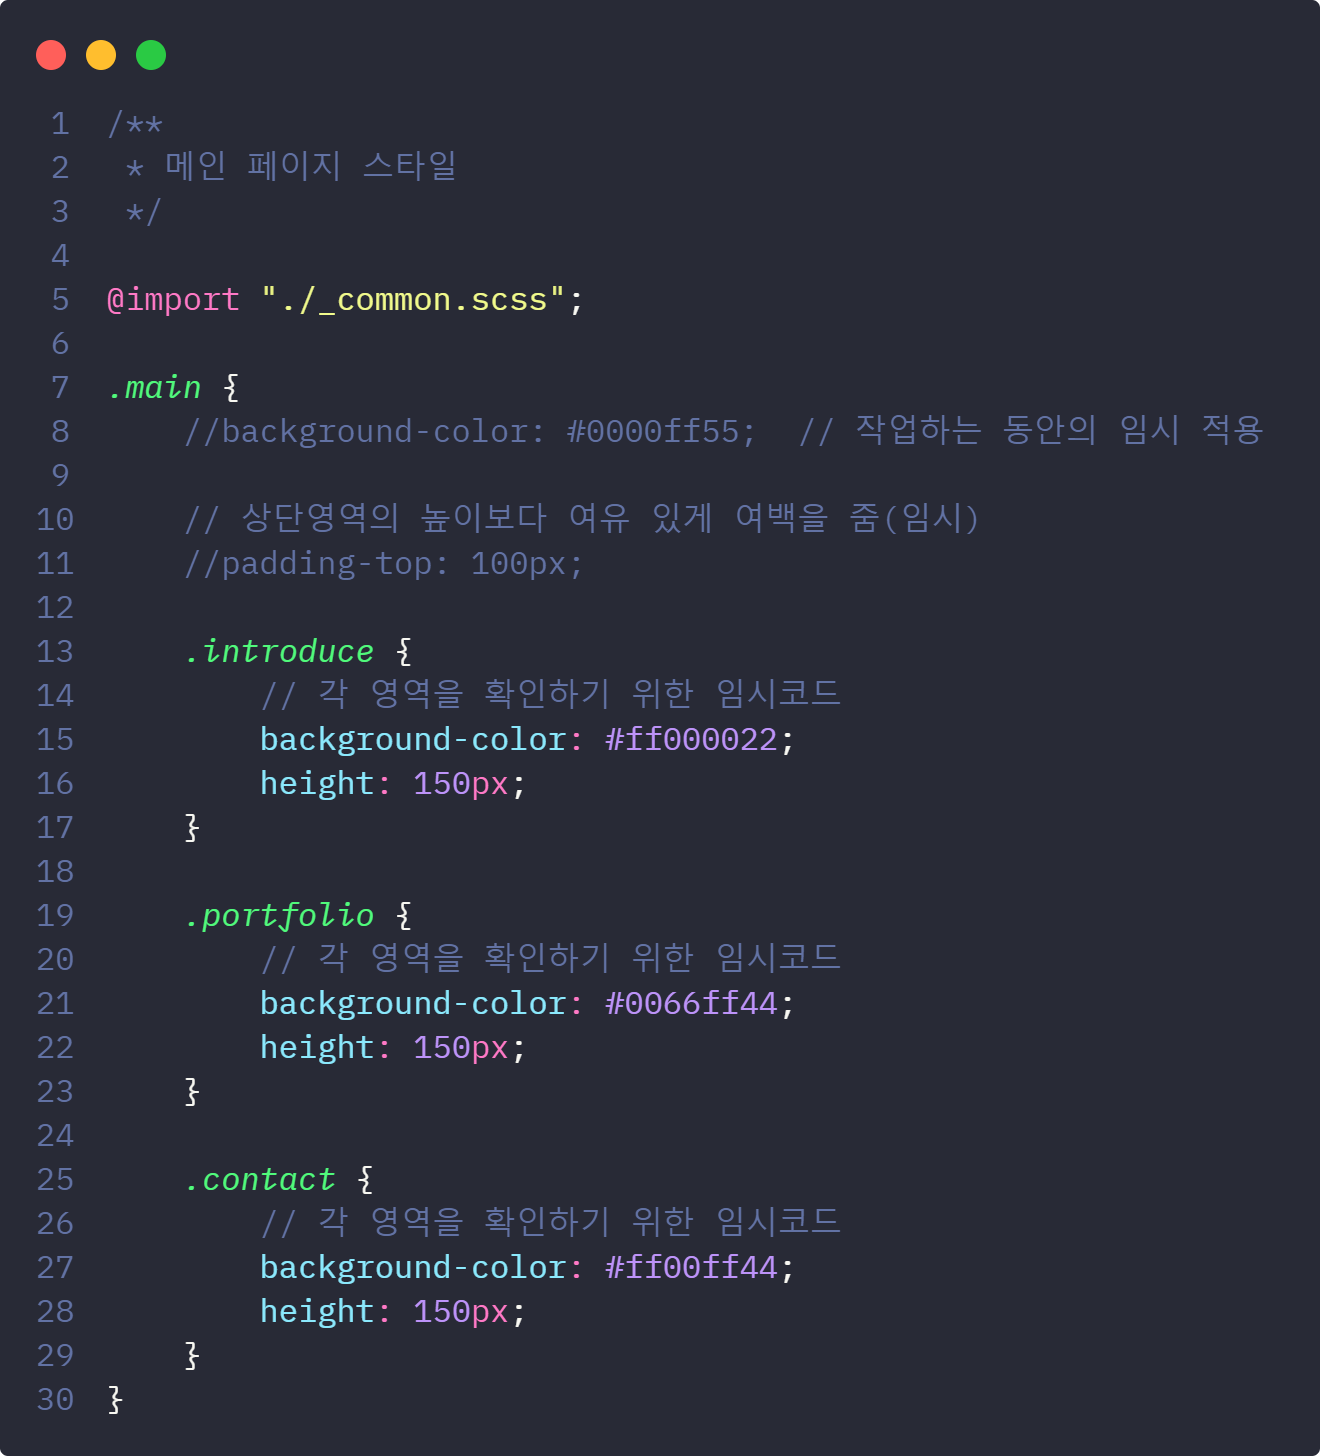 1 /**
2  * 메인 페이지 스타일
3  */
4
5 @import "./_common.scss";
6
7 .main {
8     //background-color: #0000ff55;  // 작업하는 동안의 임시 적용
9
10     // 상단영역의 높이보다 여유 있게 여백을 줌(임시)
11     //padding-top: 100px;
12
13     .introduce {
14         // 각 영역을 확인하기 위한 임시코드
15         background-color: #ff000022;
16         height: 150px;
17     }
18
19     .portfolio {
20         // 각 영역을 확인하기 위한 임시코드
21         background-color: #0066ff44;
22         height: 150px;
23     }
24
25     .contact {
26         // 각 영역을 확인하기 위한 임시코드
27         background-color: #ff00ff44;
28         height: 150px;
29     }
30 }